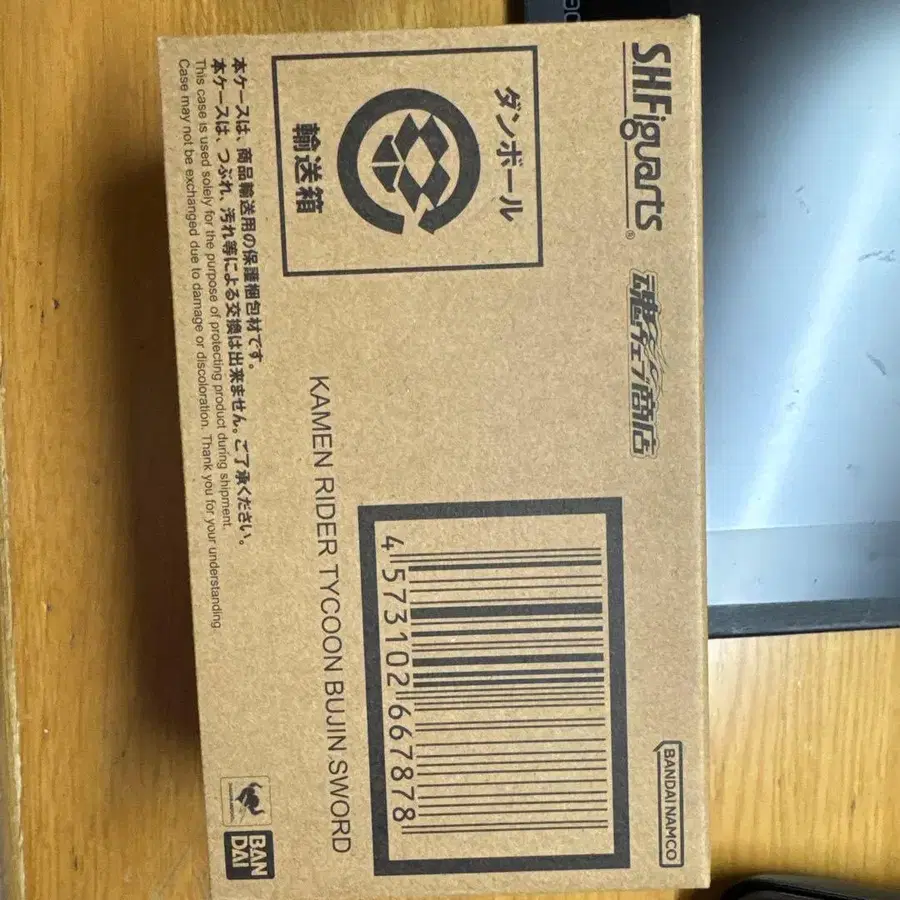 S.H.Figuarts®
魂ウェブ商店
ダンボール
輸送箱
BANDAI NAMCO
4 573102 667878
KAMEN RIDER TYCOON BUJIN SWORD
本ケースは、商品輸送用の保護梱包材です。
本ケースは、つぶれ、汚れ等による交換は出来ません。ご了承ください。
This case is used solely for the purpose of protecting product during shipment.
Case may not be exchanged due to damage or discoloration. Thank you for your understanding
BAN
DAI